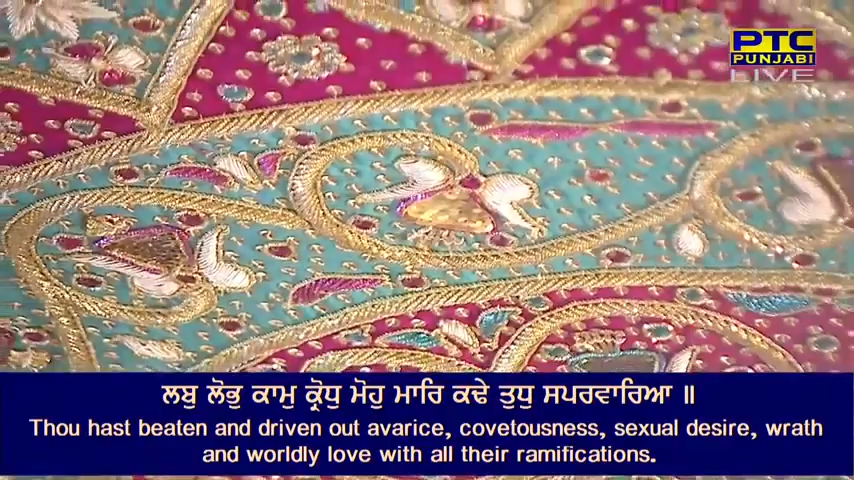 PTC
PUNJABI
LIVE
ਲਬੁ ਲੋਭੁ ਕਾਮੁ ਕ੍ਰੋਧੁ ਮੋਹੁ ਮਾਰਿ ਕਢੇ ਤੁਧੁ ਸਪਰਵਾਰਿਆ ॥
Thou hast beaten and driven out avarice, covetousness, sexual desire, wrath
and worldly love with all their ramifications.